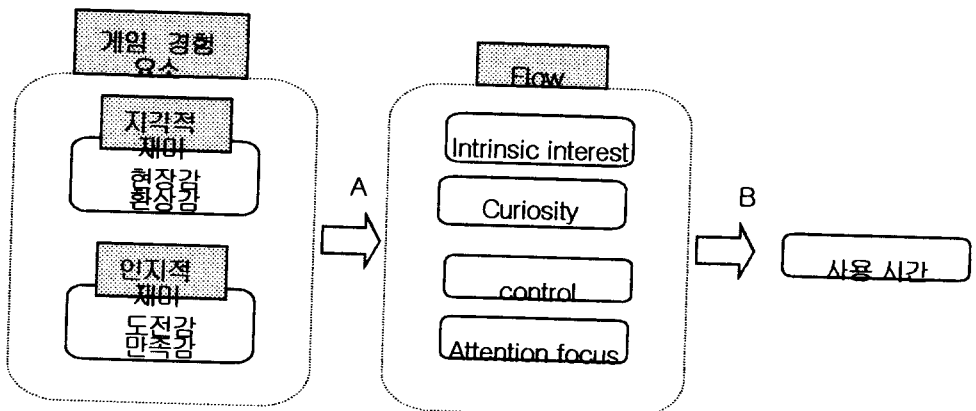 게임 경험
요소
지각적
재미
현장감
환상감
인지적
재미
도전감
만족감
A
Flow
Intrinsic interest
Curiosity
control
Attention focus
B
사용 시간